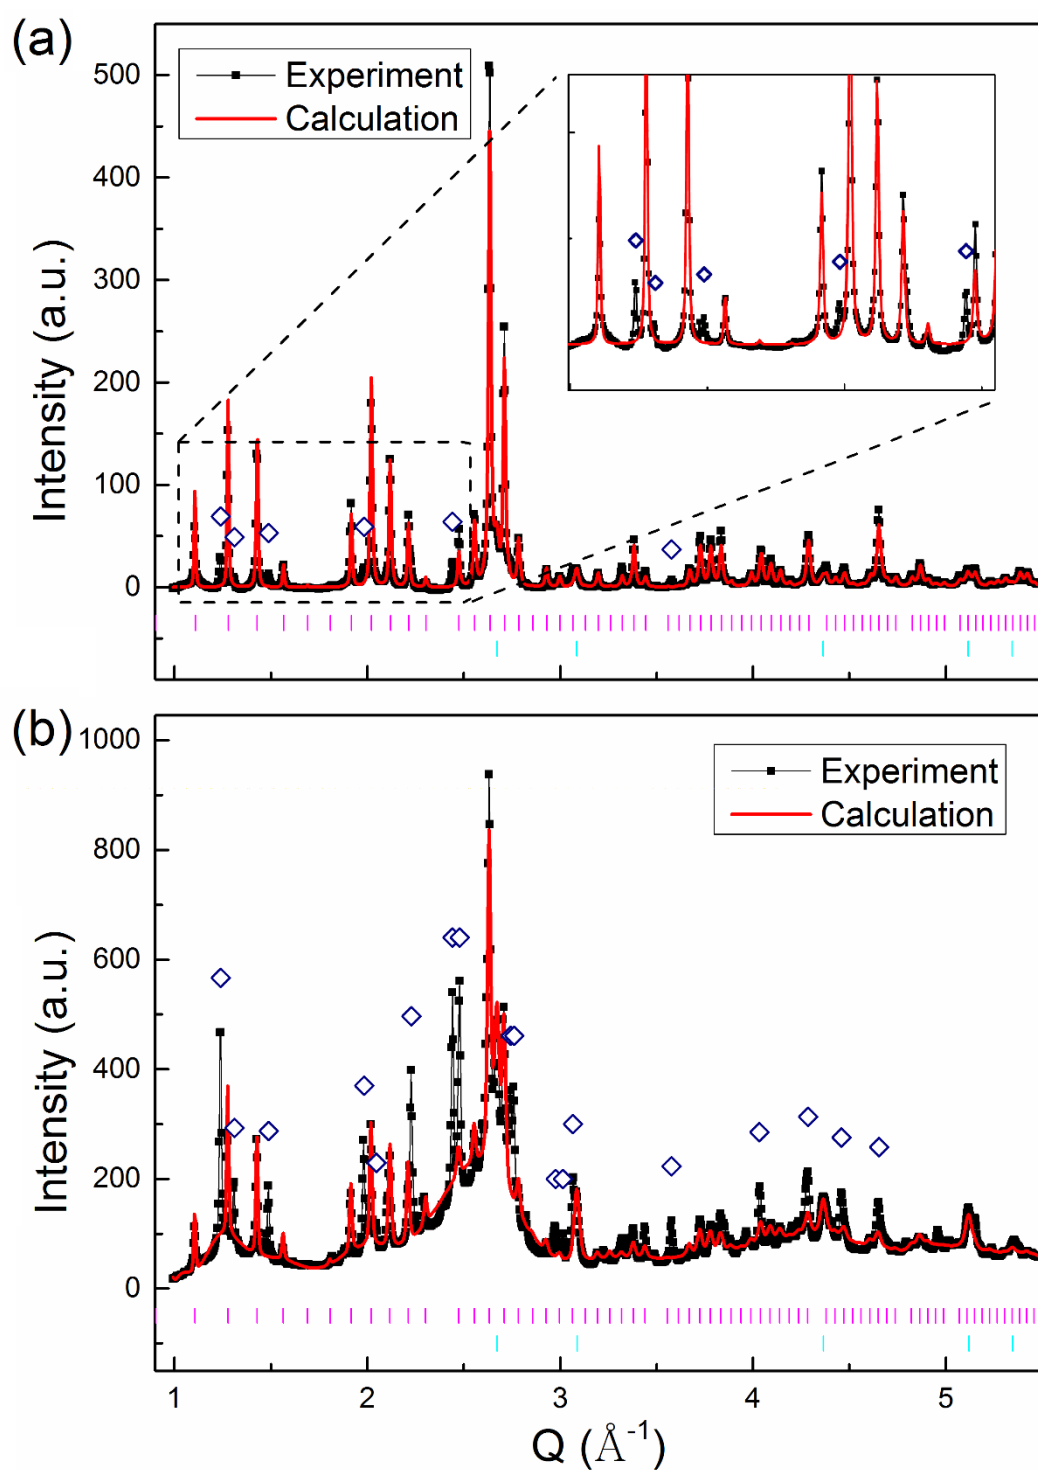 (a)
Experiment
Calculation
500
400
300
200
100
0
Intensity (a.u.)
(b)
Experiment
Calculation
1000
800
600
400
200
0
Intensity (a.u.)
1 2 3 4 5
Q (Å⁻¹)